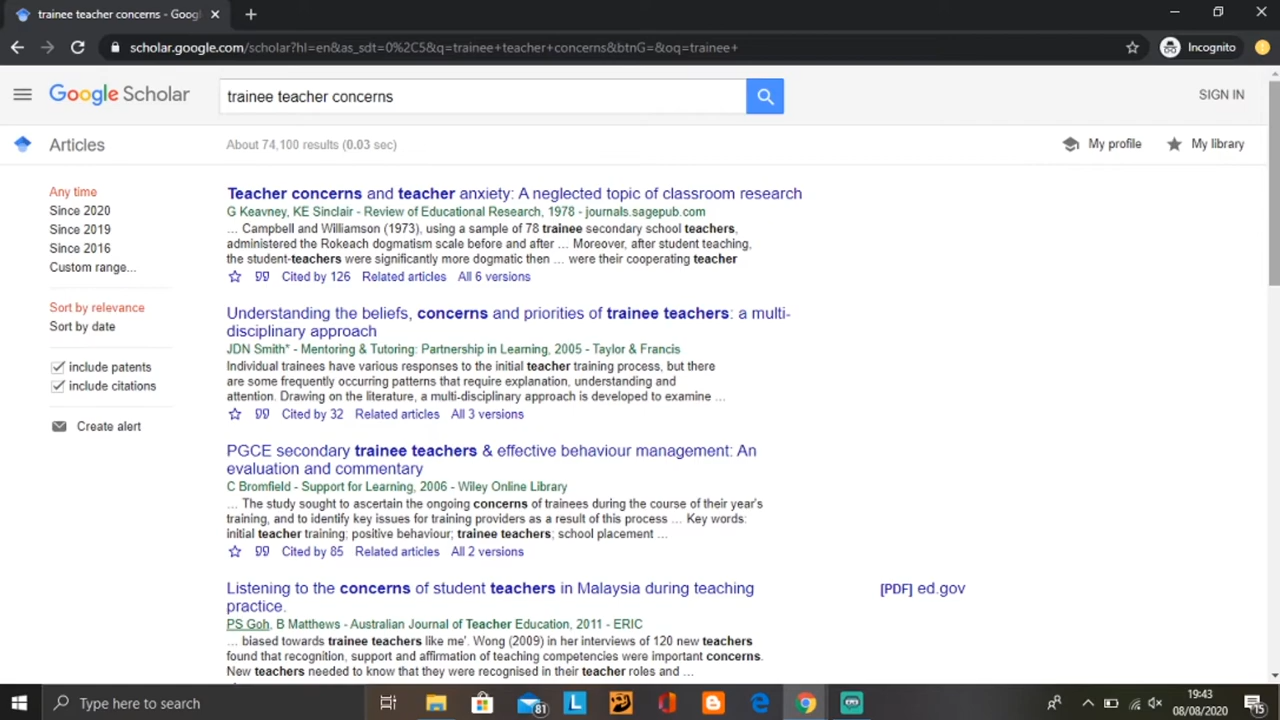 trainee teacher concerns - Goog
scholar.google.com/scholar?hl=en&as_sdt=0%2C5&q=trainee+teacher+concerns&btnG=&oq=trainee+
Incognito
Google Scholar
trainee teacher concerns
SIGN IN
Articles
About 74,100 results (0.03 sec)
My profile
My library
Any time
Since 2020
Since 2019
Since 2016
Custom range...
Sort by relevance
Sort by date
include patents
include citations
Create alert
Teacher concerns and teacher anxiety: A neglected topic of classroom research
G Keavney, KE Sinclair - Review of Educational Research, 1978 - journals.sagepub.com
... Campbell and Williamson (1973), using a sample of 78 trainee secondary school teachers,
administered the Rokeach dogmatism scale before and after ... Moreover, after student teaching,
the student-teachers were significantly more dogmatic then ... were their cooperating teacher
Cited by 126 Related articles All 6 versions
Understanding the beliefs, concerns and priorities of trainee teachers: a multi-
disciplinary approach
JDN Smith* - Mentoring & Tutoring: Partnership in Learning, 2005 - Taylor & Francis
Individual trainees have various responses to the initial teacher training process, but there
are some frequently occurring patterns that require explanation, understanding and
attention. Drawing on the literature, a multi-disciplinary approach is developed to examine ...
Cited by 32 Related articles All 3 versions
PGCE secondary trainee teachers & effective behaviour management: An
evaluation and commentary
C Bromfield - Support for Learning, 2006 - Wiley Online Library
... The study sought to ascertain the ongoing concerns of trainees during the course of their year's
training, and to identify key issues for training providers as a result of this process ... Key words:
initial teacher training; positive behaviour; trainee teachers; school placement ...
Cited by 85 Related articles All 2 versions
Listening to the concerns of student teachers in Malaysia during teaching
practice.
[PDF] ed.gov
PS Goh, B Matthews - Australian Journal of Teacher Education, 2011 - ERIC
... biased towards trainee teachers like me'. Wong (2009) in her interviews of 120 new teachers
found that recognition, support and affirmation of teaching competencies were important concerns.
New teachers needed to know that they were recognised in their teacher roles and ...
Type here to search
81
L
19:43
08/08/2020
15